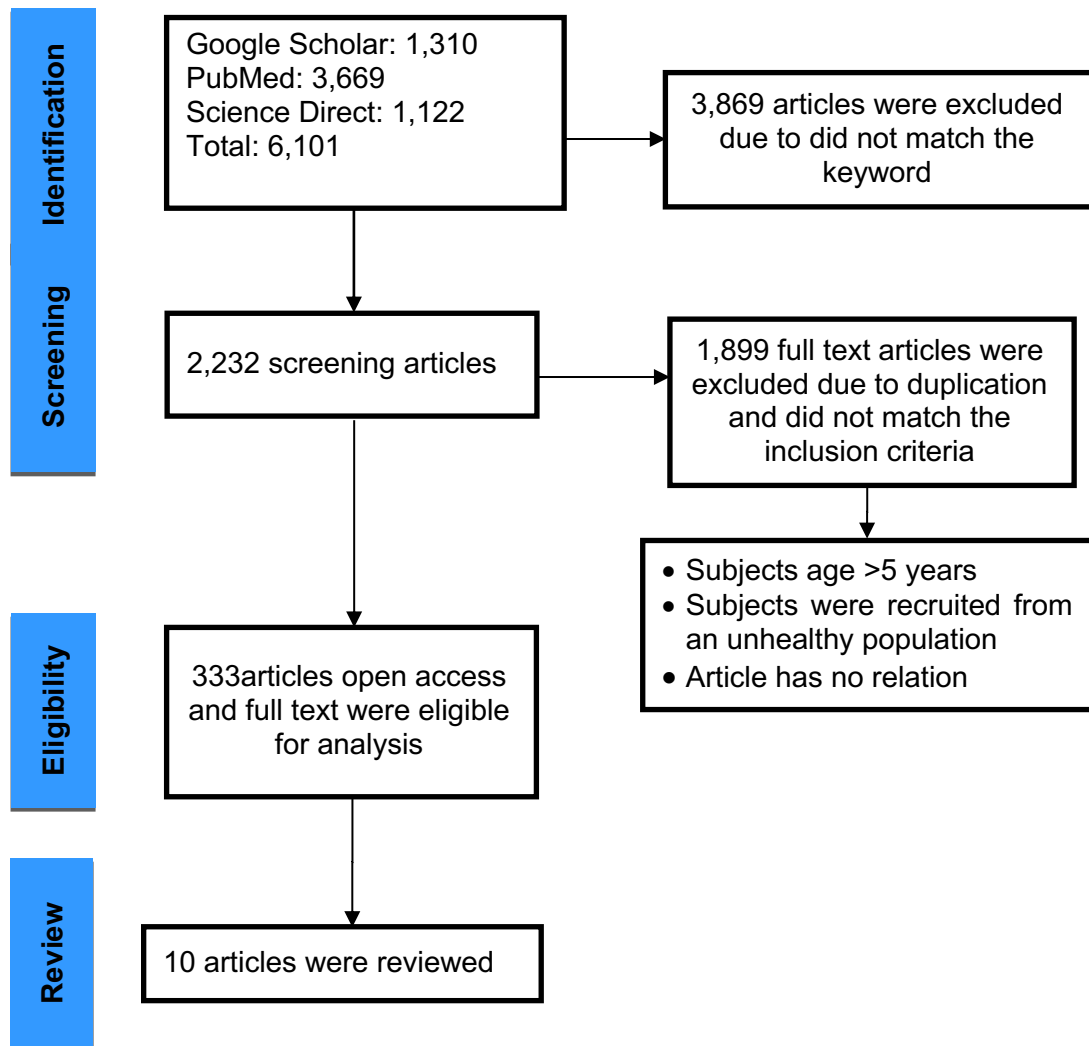 Identification
Google Scholar: 1,310
PubMed: 3,669
Science Direct: 1,122
Total: 6,101
3,869 articles were excluded
due to did not match the
keyword
Screening
2,232 screening articles
1,899 full text articles were
excluded due to duplication
and did not match the
inclusion criteria
• Subjects age >5 years
• Subjects were recruited from
an unhealthy population
• Article has no relation
Eligibility
333articles open access
and full text were eligible
for analysis
Review
10 articles were reviewed